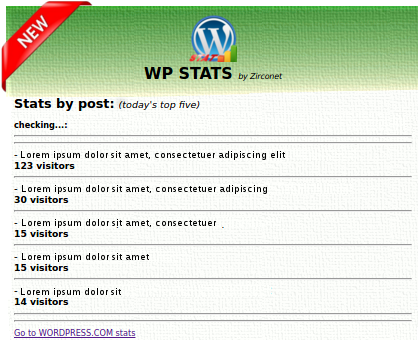 NEW
WP STATS by Zirconet
Stats by post: (today's top five)
checking...:
- Lorem ipsum dolor sit amet, consectetuer adipiscing elit
123 visitors
- Lorem ipsum dolor sit amet, consectetuer adipiscing
30 visitors
- Lorem ipsum dolor sit amet, consectetuer .
15 visitors
- Lorem ipsum dolor sit amet
15 visitors
- Lorem ipsum dolor sit
14 visitors
Go to WORDPRESS.COM stats